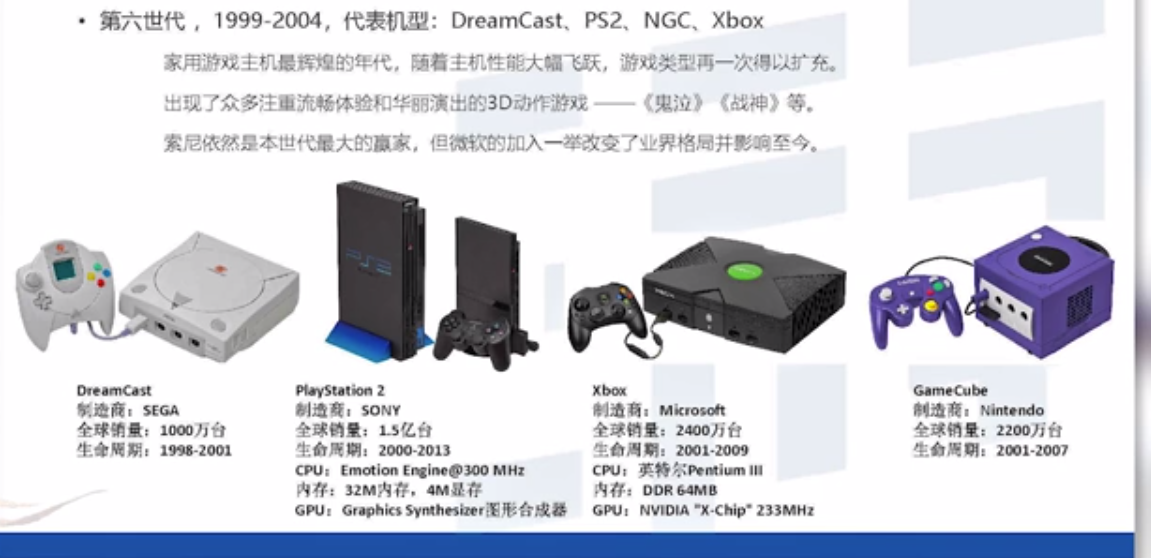 • 第六世代，1999-2004，代表机型：DreamCast、PS2、NGC、Xbox
家用游戏主机最辉煌的年代，随着主机性能大幅飞跃，游戏类型再一次得以扩充。
出现了众多注重流畅体验和华丽演出的3D动作游戏 ——《鬼泣》《战神》等。
索尼依然是本世代最大的赢家，但微软的加入一举改变了业界格局并影响至今。
DreamCast
制造商：SEGA
全球销量：1000万台
生命周期：1998-2001
PlayStation 2
制造商：SONY
全球销量：1.5亿台
生命周期：2000-2013
CPU：Emotion Engine@300 MHz
内存：32M内存，4M显存
GPU：Graphics Synthesizer图形合成器
Xbox
制造商：Microsoft
全球销量：2400万台
生命周期：2001-2009
CPU：英特尔Pentium III
内存：DDR 64MB
GPU：NVIDIA "X-Chip" 233MHz
GameCube
制造商：Nintendo
全球销量：2200万台
生命周期：2001-2007